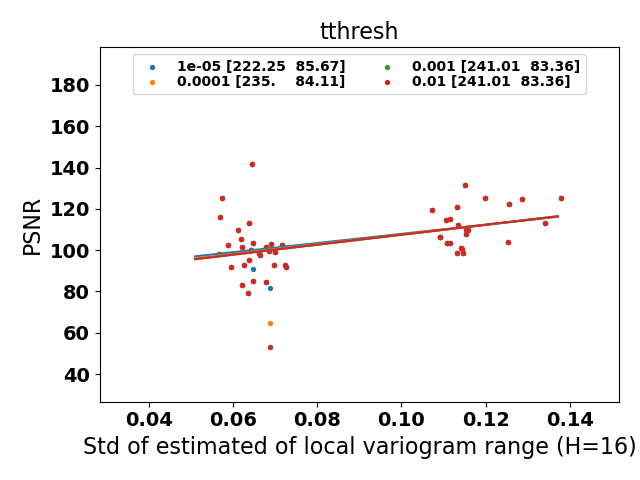 tthresh
1e-05 [222.25  85.67]
0.0001 [235.    84.11]
0.001 [241.01  83.36]
0.01 [241.01  83.36]
PSNR
180
160
140
120
100
80
60
40
0.04 0.06 0.08 0.10 0.12 0.14
Std of estimated of local variogram range (H=16)